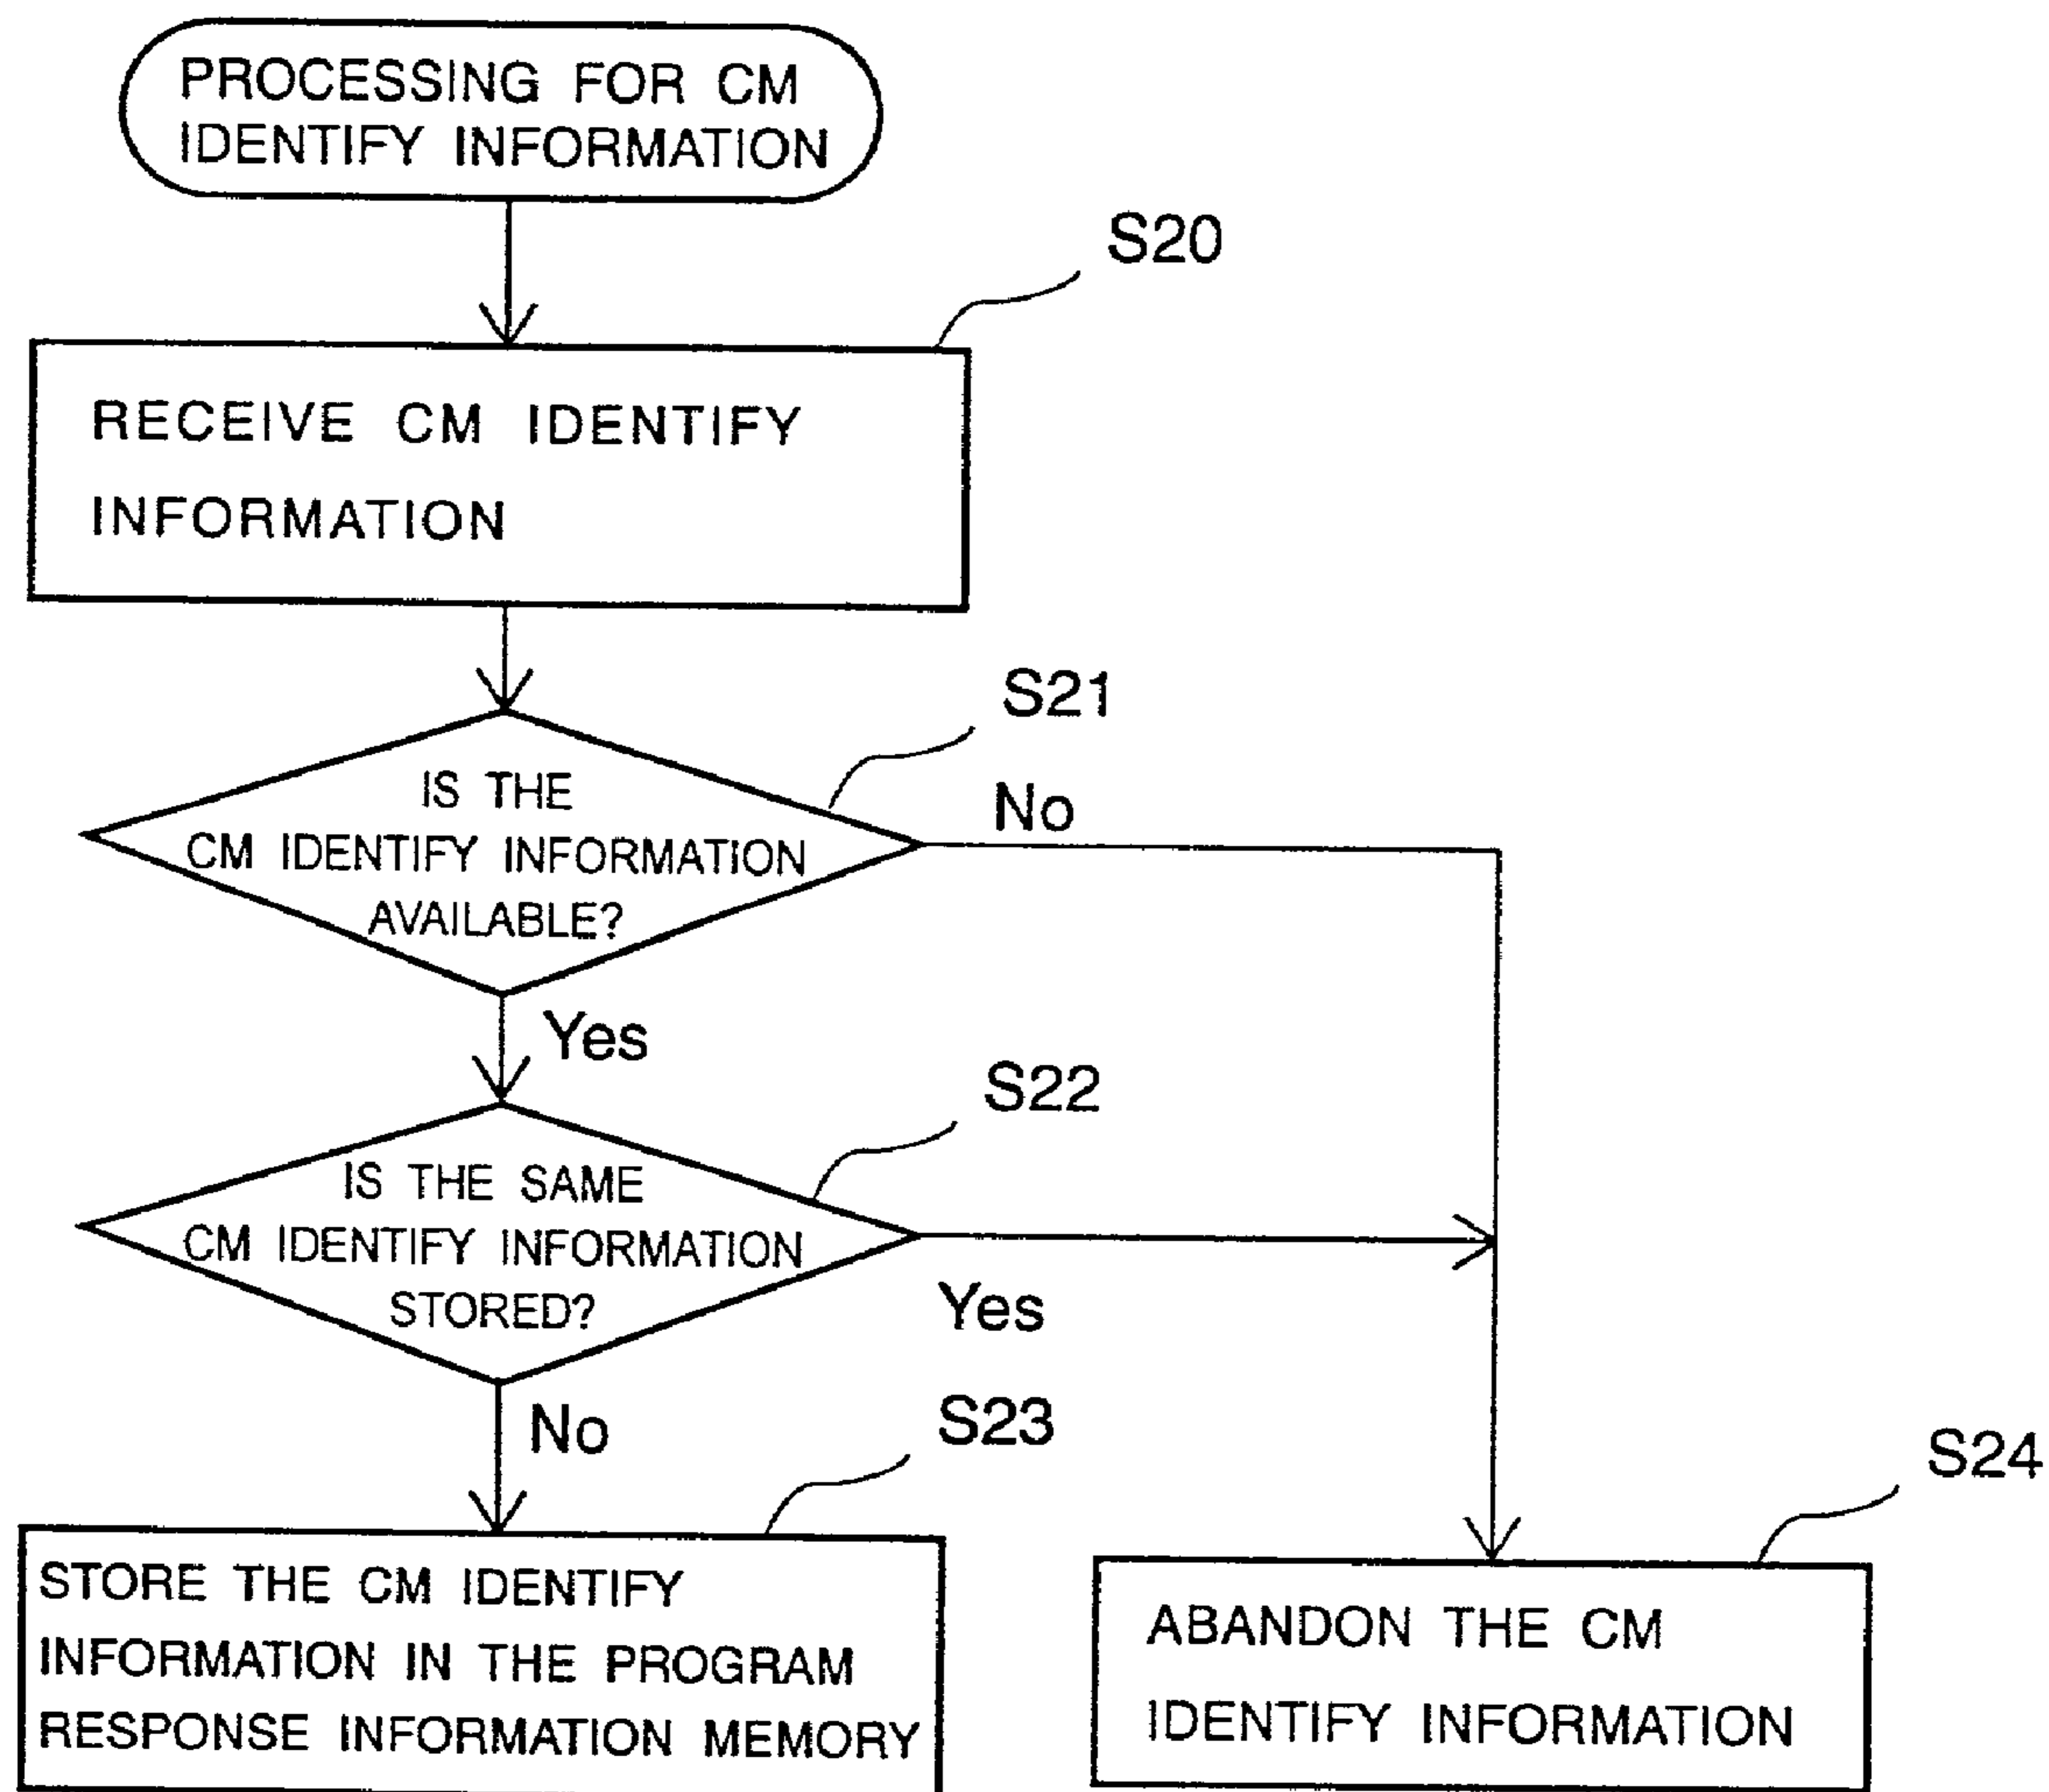 PROCESSING FOR CM
IDENTIFY INFORMATION
S20
RECEIVE CM IDENTIFY
INFORMATION
S21
IS THE
CM IDENTIFY INFORMATION
AVAILABLE?
No
Yes
S22
IS THE SAME
CM IDENTIFY INFORMATION
STORED?
Yes
No
S23
STORE THE CM IDENTIFY
INFORMATION IN THE PROGRAM
RESPONSE INFORMATION MEMORY
S24
ABANDON THE CM
IDENTIFY INFORMATION